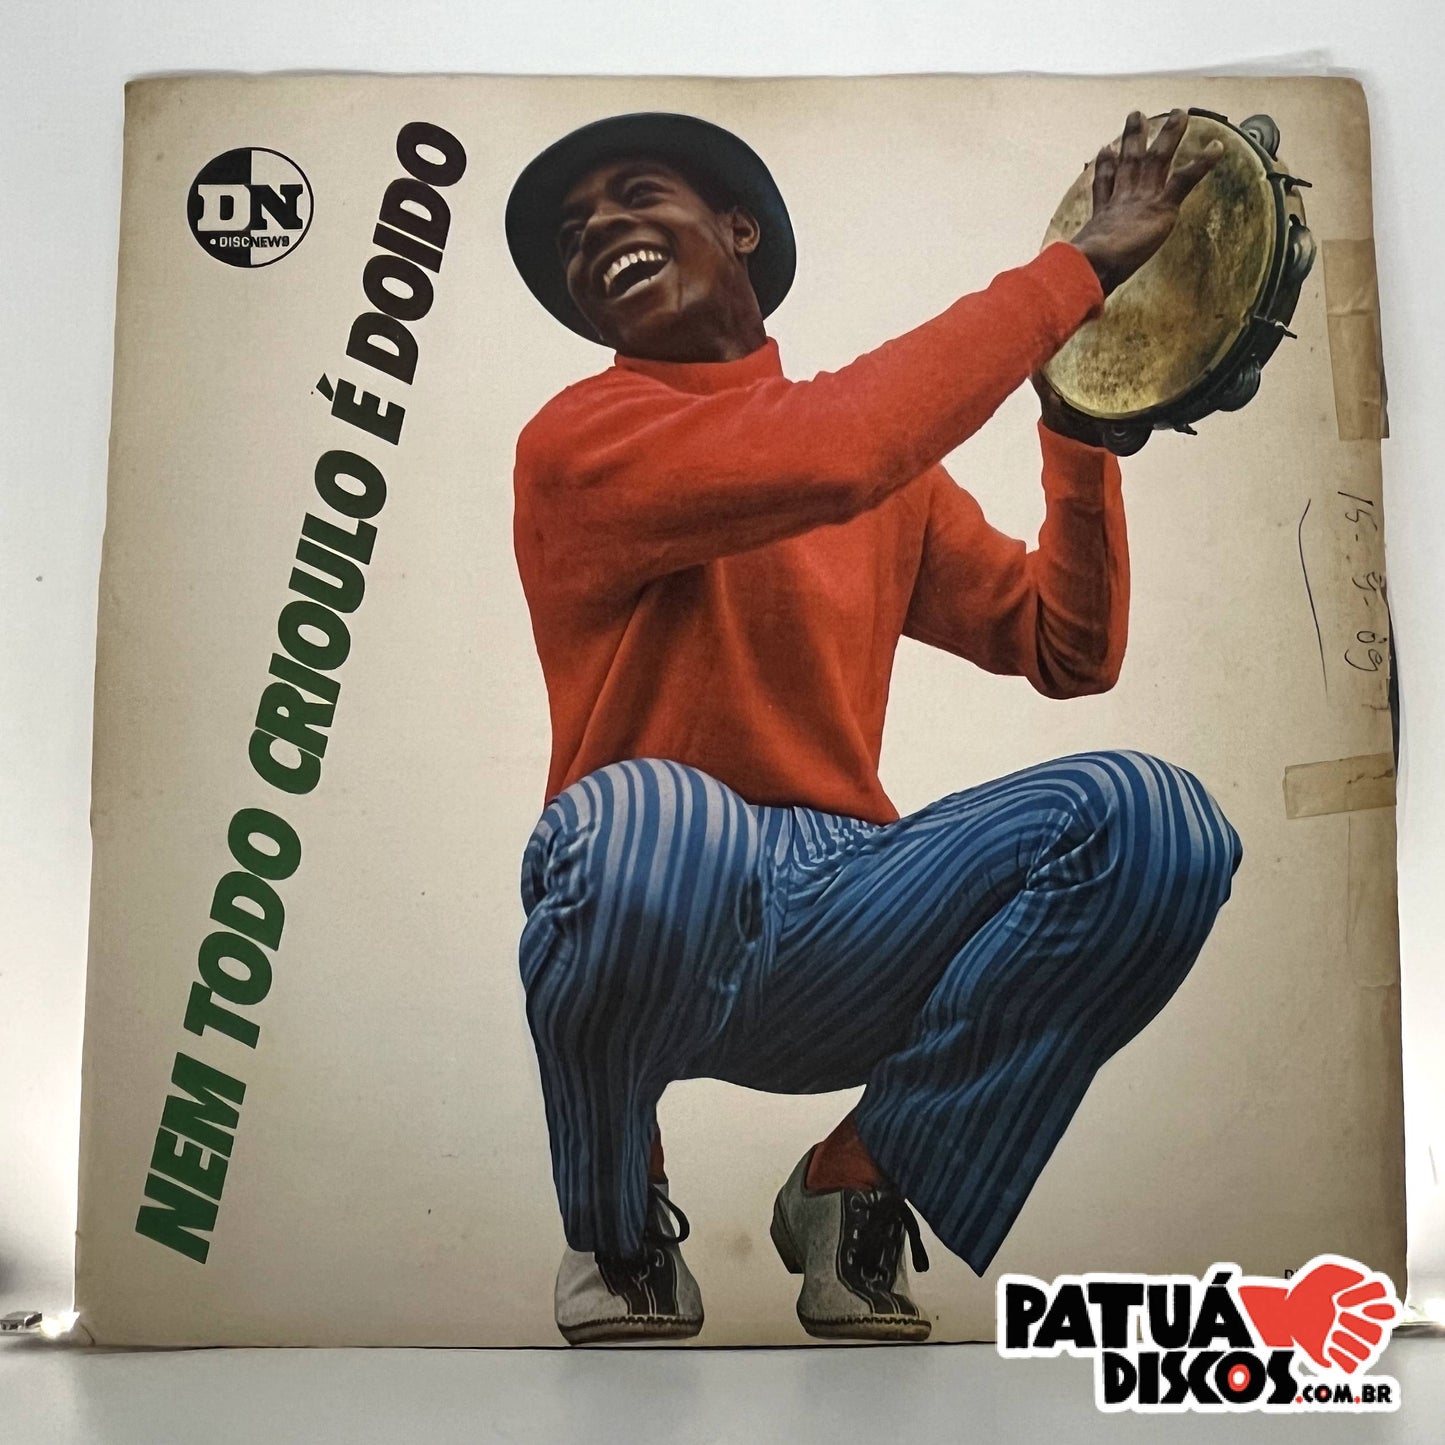 DN
• DISCNEWS
NEM TODO CRIOULO É DOIDO
PATUÁ
DISCOS.COM.BR